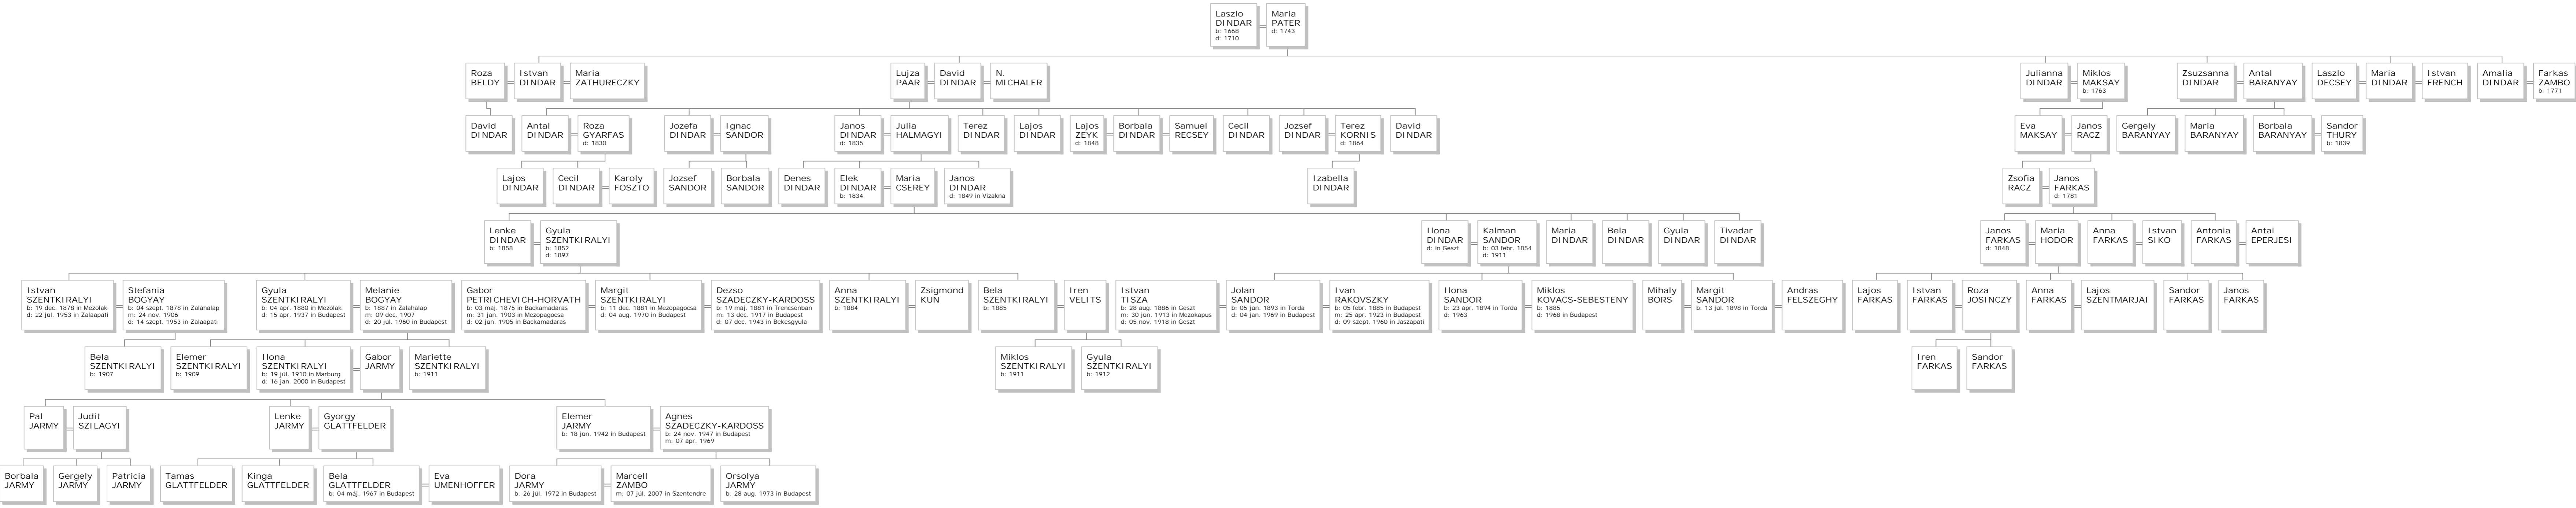 Laszlo
DINDAR
b: 1668
d: 1710
Maria
PATER
d: 1743
Roza
BELDY
Istvan
DINDAR
Maria
ZATHURECZKY
Lujza
PAAR
David
DINDAR
N.
MICHALER
Julianna
DINDAR
Miklos
MAKSAY
b: 1763
Zsuzsanna
DINDAR
Antal
BARANYAY
Laszlo
DECSEY
Maria
DINDAR
Istvan
FRENCH
Amalia
DINDAR
Farkas
ZAMBO
b: 1771
David
DINDAR
Antal
DINDAR
Roza
GYARFAS
d: 1830
Jozefa
DINDAR
Ignac
SANDOR
Janos
DINDAR
d: 1835
Julia
HALMAGYI
Terez
DINDAR
Lajos
DINDAR
Lajos
ZEYK
d: 1848
Borbala
DINDAR
Samuel
RECSEY
Cecil
DINDAR
Jozsef
DINDAR
Terez
KORNIS
d: 1864
David
DINDAR
Eva
MAKSAY
Janos
RACZ
Gergely
BARANYAY
Maria
BARANYAY
Borbala
BARANYAY
Sandor
THURY
b: 1839
Lajos
DINDAR
Cecil
DINDAR
Karoly
FOSZTO
Jozsef
SANDOR
Borbala
SANDOR
Denes
DINDAR
Elek
DINDAR
b: 1834
Maria
CSEREY
Janos
DINDAR
d: 1849 in Vizakna
Izabella
DINDAR
Zsofia
RACZ
Janos
FARKAS
d: 1781
Lenke
DINDAR
b: 1858
Gyula
SZENTKIRALYI
b: 1852
d: 1897
Ilona
DINDAR
d: in Geszt
Kalman
SANDOR
b: 03 febr. 1854
d: 1911
Maria
DINDAR
Bela
DINDAR
Gyula
DINDAR
Tivadar
DINDAR
Janos
FARKAS
d: 1848
Maria
HODOR
Anna
FARKAS
Istvan
SIKO
Antonia
FARKAS
Antal
EPERJESI
Istvan
SZENTKIRALYI
b: 19 dec. 1878 in Mezolak
d: 22 júl. 1953 in Zalaapati
Stefania
BOGYAY
b: 04 szept. 1878 in Zalahalap
m: 24 nov. 1906
d: 14 szept. 1953 in Zalaapati
Gyula
SZENTKIRALYI
b: 04 ápr. 1880 in Mezolak
d: 15 ápr. 1937 in Budapest
Melanie
BOGYAY
b: 1887 in Zalahalap
m: 09 dec. 1907
d: 20 júl. 1960 in Budapest
Gabor
PETRICHEVICH-HORVATH
b: 03 máj. 1875 in Backamadaras
m: 31 jan. 1903 in Mezopagocsa
d: 02 jún. 1905 in Backamadaras
Margit
SZENTKIRALYI
b: 11 dec. 1881 in Mezopagocsa
d: 04 aug. 1970 in Budapest
Dezso
SZADECZKY-KARDOSS
b: 19 máj. 1881 in Terencsenban
m: 13 dec. 1917 in Budapest
d: 07 dec. 1943 in Bekesgyula
Anna
SZENTKIRALYI
b: 1884
Zsigmond
KUN
Bela
SZENTKIRALYI
b: 1885
Iren
VELITS
Istvan
TISZA
b: 28 aug. 1886 in Geszt
m: 30 jún. 1913 in Mezokapus
d: 05 nov. 1918 in Geszt
Jolan
SANDOR
b: 05 jún. 1893 in Torda
d: 04 jan. 1969 in Budapest
Ivan
RAKOVSZKY
b: 05 febr. 1885 in Budapest
m: 25 ápr. 1923 in Budapest
d: 09 szept. 1960 in Jaszapati
Ilona
SANDOR
b: 23 ápr. 1894 in Torda
d: 1963
Miklos
KOVACS-SEBESTENY
b: 1885
d: 1968 in Budapest
Mihaly
BORS
Margit
SANDOR
b: 13 júl. 1898 in Torda
Andras
FELSZEGHY
Lajos
FARKAS
Istvan
FARKAS
Roza
JOSINCZY
Anna
FARKAS
Lajos
SZENTMARJAI
Sandor
FARKAS
Janos
FARKAS
Bela
SZENTKIRALYI
b: 1907
Elemer
SZENTKIRALYI
b: 1909
Ilona
SZENTKIRALYI
b: 19 júl. 1910 in Marburg
d: 16 jan. 2000 in Budapest
Gabor
JARMY
Mariette
SZENTKIRALYI
b: 1911
Miklos
SZENTKIRALYI
b: 1911
Gyula
SZENTKIRALYI
b: 1912
Iren
FARKAS
Sandor
FARKAS
Pal
JARMY
Judit
SZILAGYI
Lenke
JARMY
Gyorgy
GLATTFELDER
Elemer
JARMY
b: 18 jún. 1942 in Budapest
Agnes
SZADECZKY-KARDOSS
b: 24 nov. 1947 in Budapest
m: 07 ápr. 1969
Borbala
JARMY
Gergely
JARMY
Patricia
JARMY
Tamas
GLATTFELDER
Kinga
GLATTFELDER
Bela
GLATTFELDER
b: 04 máj. 1967 in Budapest
Eva
UMENHOFFER
Dora
JARMY
b: 26 júl. 1972 in Budapest
Marcell
ZAMBO
m: 07 júl. 2007 in Szentendre
Orsolya
JARMY
b: 28 aug. 1973 in Budapest